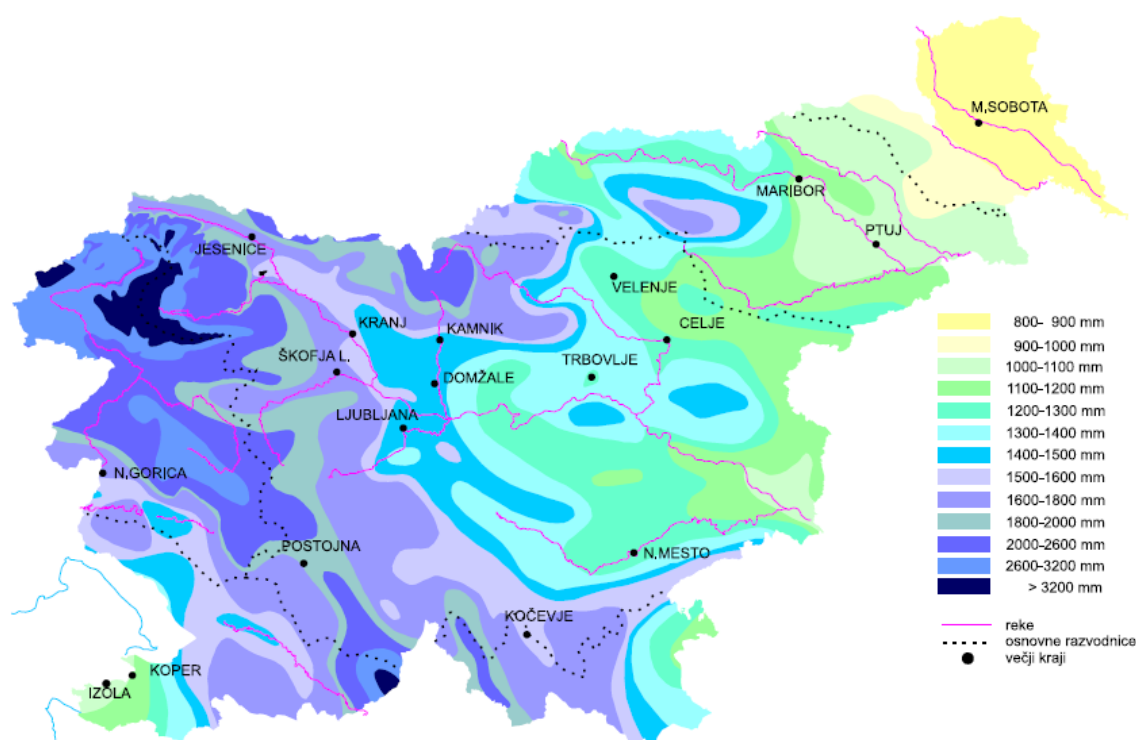 M.SOBOTA
MARIBOR
PTUJ
JESENICE
VELENJE
KRANJ
KAMNIK
CELJE
ŠKOFJA L.
TRBOVLJE
DOMŽALE
LJUBLJANA
N.GORICA
POSTOJNA
N.MESTO
KOČEVJE
KOPER
IZOLA
800- 900 mm
900-1000 mm
1000-1100 mm
1100-1200 mm
1200-1300 mm
1300-1400 mm
1400-1500 mm
1500-1600 mm
1600-1800 mm
1800-2000 mm
2000-2600 mm
2600-3200 mm
> 3200 mm
reke
osnovne razvodnice
večji kraji